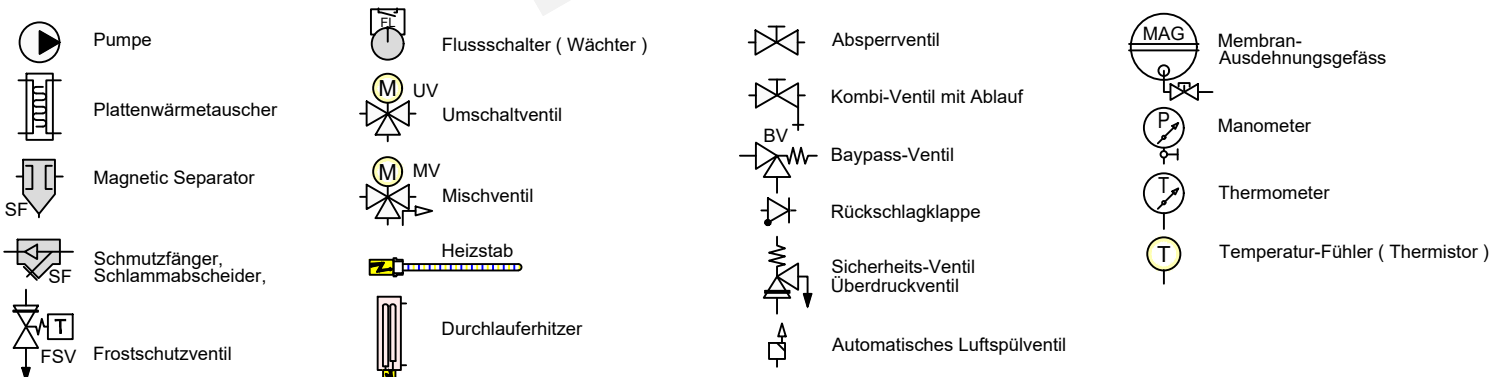 Pumpe
Plattenwärmetauscher
Magnetic Separator
SF
Schmutzfänger,
Schlammabscheider,
SF
T
FSV
Frostschutzventil
FL
Flussschalter ( Wächter )
M
UV
Umschaltventil
M
MV
Mischventil
Heizstab
Durchlauferhitzer
Absperrventil
Kombi-Ventil mit Ablauf
BV
Baypass-Ventil
Rückschlagklappe
Sicherheits-Ventil
Überdruckventil
Automatisches Luftspülventil
MAG
Membran-
Ausdehnungsgefäss
P
Manometer
T
Thermometer
T
Temperatur-Fühler ( Thermistor )